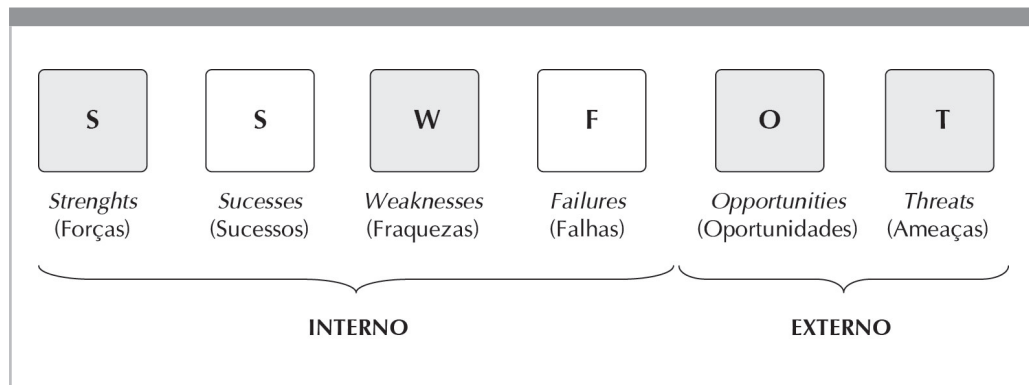 S S W F O T
Strenghts Sucesses Weaknesses Failures Opportunities Threats
(Forças) (Sucessos) (Fraquezas) (Falhas) (Oportunidades) (Ameaças)
INTERNO EXTERNO